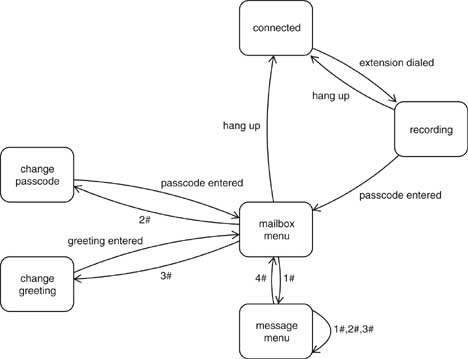 connected
extension dialed
hang up
recording
hang up
change
passcode
passcode entered
passcode entered
2#
mailbox
menu
greeting entered
change
greeting
3#
4#
1#
message
menu
1#,2#,3#